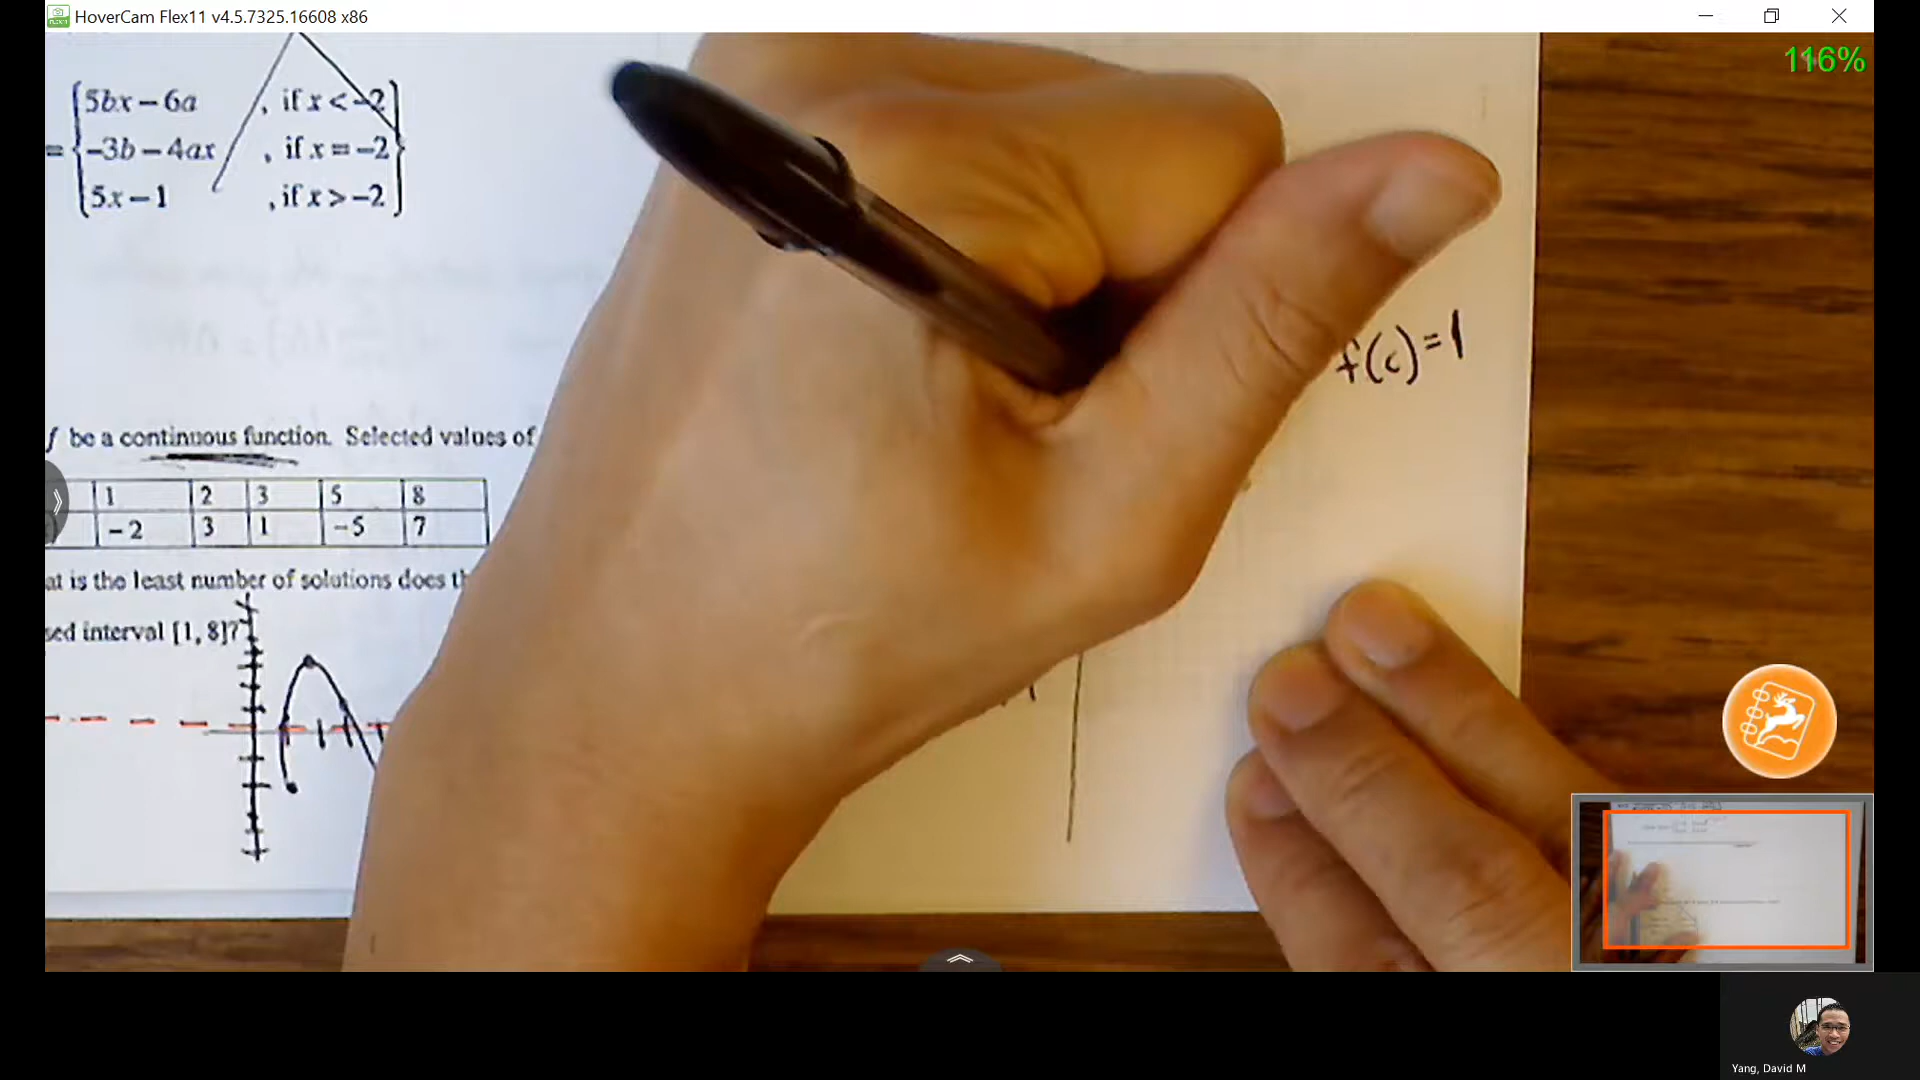 HoverCam Flex11 v4.5.7325.16608 x86
116%
5bx – 6a , if x < –2
= –3b – 4ax , if x = –2
5x – 1 , if x > –2
f(c) = 1
f be a continuous function. Selected values of
1 2 3 5 8
–2 3 1 –5 7
is the least number of solutions does
interval [1, 8]?
Yang, David M